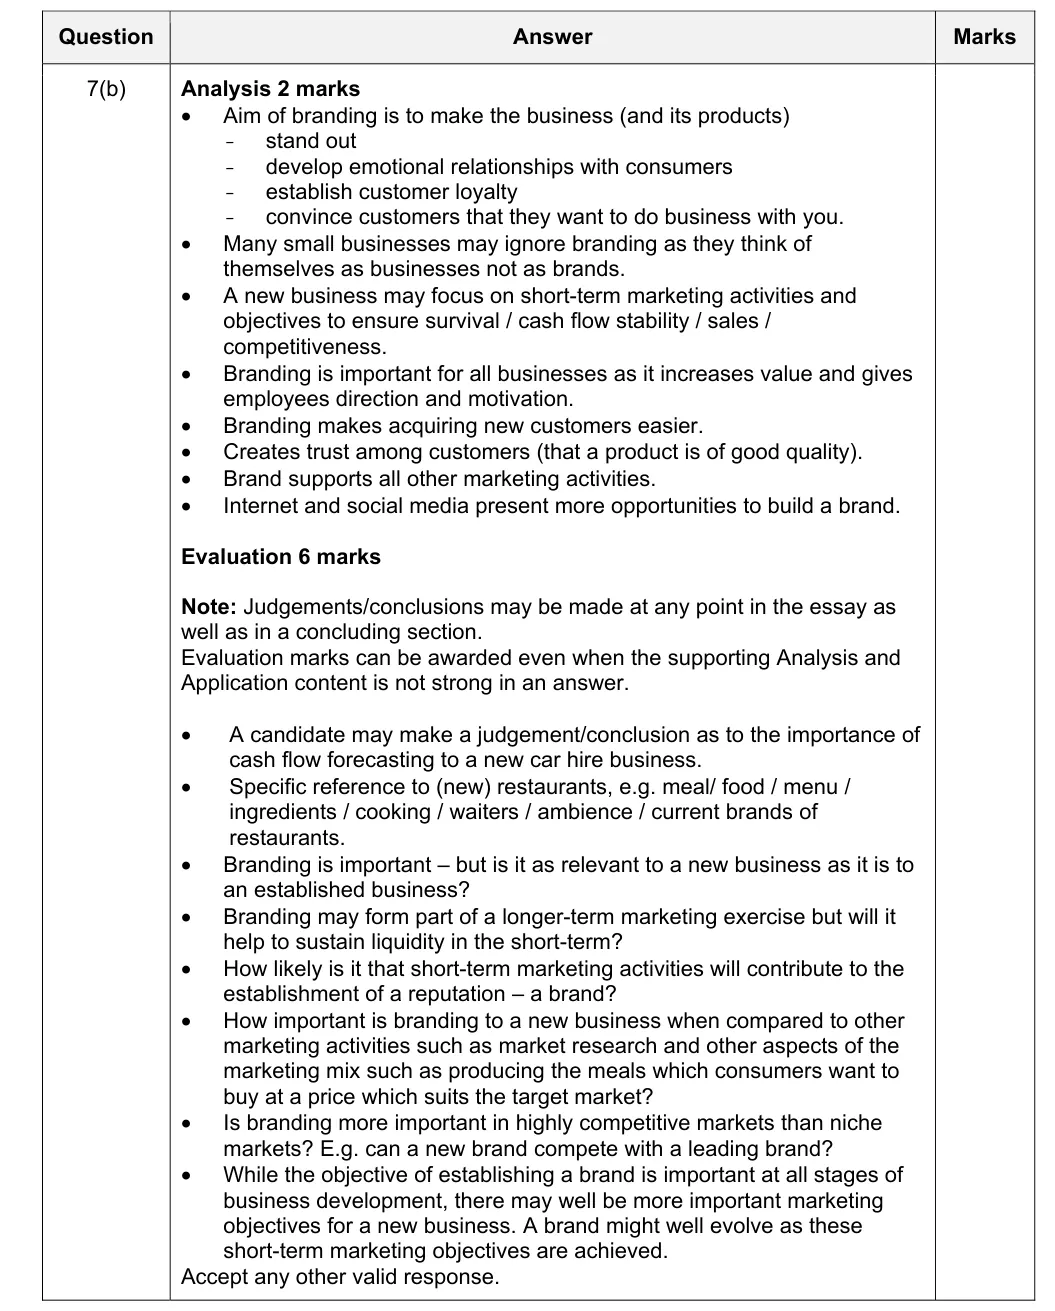 Question Answer Marks
7(b) Analysis 2 marks
• Aim of branding is to make the business (and its products)
- stand out
- develop emotional relationships with consumers
- establish customer loyalty
- convince customers that they want to do business with you.
• Many small businesses may ignore branding as they think of
themselves as businesses not as brands.
• A new business may focus on short-term marketing activities and
objectives to ensure survival / cash flow stability / sales /
competitiveness.
• Branding is important for all businesses as it increases value and gives
employees direction and motivation.
• Branding makes acquiring new customers easier.
• Creates trust among customers (that a product is of good quality).
• Brand supports all other marketing activities.
• Internet and social media present more opportunities to build a brand.
Evaluation 6 marks
Note: Judgements/conclusions may be made at any point in the essay as
well as in a concluding section.
Evaluation marks can be awarded even when the supporting Analysis and
Application content is not strong in an answer.
• A candidate may make a judgement/conclusion as to the importance of
cash flow forecasting to a new car hire business.
• Specific reference to (new) restaurants, e.g. meal/ food / menu /
ingredients / cooking / waiters / ambience / current brands of
restaurants.
• Branding is important – but is it as relevant to a new business as it is to
an established business?
• Branding may form part of a longer-term marketing exercise but will it
help to sustain liquidity in the short-term?
• How likely is it that short-term marketing activities will contribute to the
establishment of a reputation – a brand?
• How important is branding to a new business when compared to other
marketing activities such as market research and other aspects of the
marketing mix such as producing the meals which consumers want to
buy at a price which suits the target market?
• Is branding more important in highly competitive markets than niche
markets? E.g. can a new brand compete with a leading brand?
• While the objective of establishing a brand is important at all stages of
business development, there may well be more important marketing
objectives for a new business. A brand might well evolve as these
short-term marketing objectives are achieved.
Accept any other valid response.